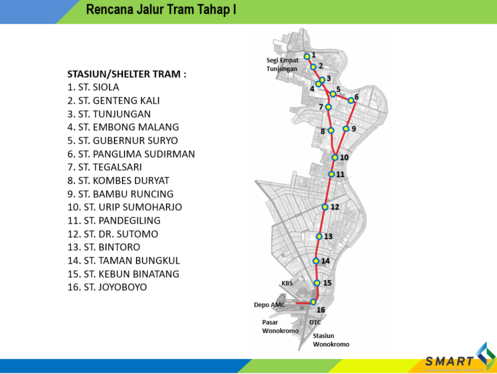 Rencana Jalur Tram Tahap I
STASIUN/SHELTER TRAM :
1. ST. SIOLA
2. ST. GENTENG KALI
3. ST. TUNJUNGAN
4. ST. EMBONG MALANG
5. ST. GUBERNUR SURYO
6. ST. PANGLIMA SUDIRMAN
7. ST. TEGALSARI
8. ST. KOMBES DURYAT
9. ST. BAMBU RUNCING
10. ST. URIP SUMOHARJO
11. ST. PANDEGILING
12. ST. DR. SUTOMO
13. ST. BINTORO
14. ST. TAMAN BUNGKUL
15. ST. KEBUN BINATANG
16. ST. JOYOBOYO
Segi Empat
Tunjungan
1
2
3
4
5
6
7
8
9
10
11
12
13
14
KBS
15
Depo AMC
16
Pasar
Wonokromo
DTC
Stasiun
Wonokromo
SMART